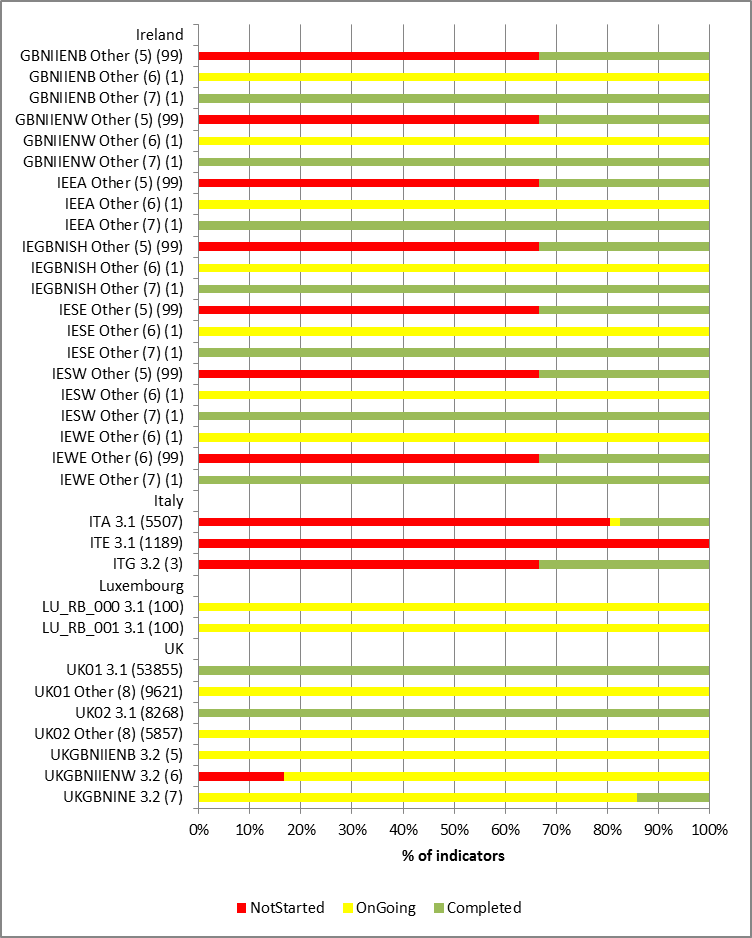 Ireland
GBNIIENB Other (5) (99)
GBNIIENB Other (6) (1)
GBNIIENB Other (7) (1)
GBNIIENW Other (5) (99)
GBNIIENW Other (6) (1)
GBNIIENW Other (7) (1)
IEEA Other (5) (99)
IEEA Other (6) (1)
IEEA Other (7) (1)
IEGBNISH Other (5) (99)
IEGBNISH Other (6) (1)
IEGBNISH Other (7) (1)
IESE Other (5) (99)
IESE Other (6) (1)
IESE Other (7) (1)
IESW Other (5) (99)
IESW Other (6) (1)
IESW Other (7) (1)
IEWE Other (6) (1)
IEWE Other (6) (99)
IEWE Other (7) (1)
Italy
ITA 3.1 (5507)
ITE 3.1 (1189)
ITG 3.2 (3)
Luxembourg
LU_RB_000 3.1 (100)
LU_RB_001 3.1 (100)
UK
UK01 3.1 (53855)
UK01 Other (8) (9621)
UK02 3.1 (8268)
UK02 Other (8) (5857)
UKGBNIIENB 3.2 (5)
UKGBNIIENW 3.2 (6)
UKGBNINE 3.2 (7)
0% 10% 20% 30% 40% 50% 60% 70% 80% 90% 100%
% of indicators
NotStarted OnGoing Completed